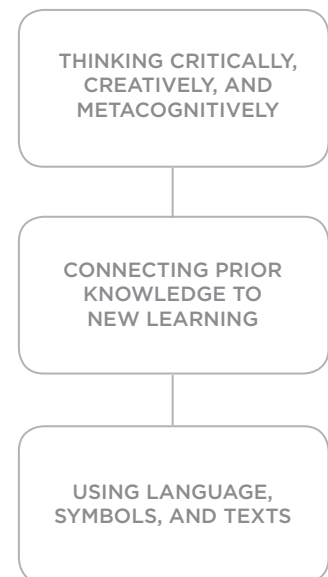 THINKING CRITICALLY,
CREATIVELY, AND
METACOGNITIVELY
CONNECTING PRIOR
KNOWLEDGE TO
NEW LEARNING
USING LANGUAGE,
SYMBOLS, AND TEXTS